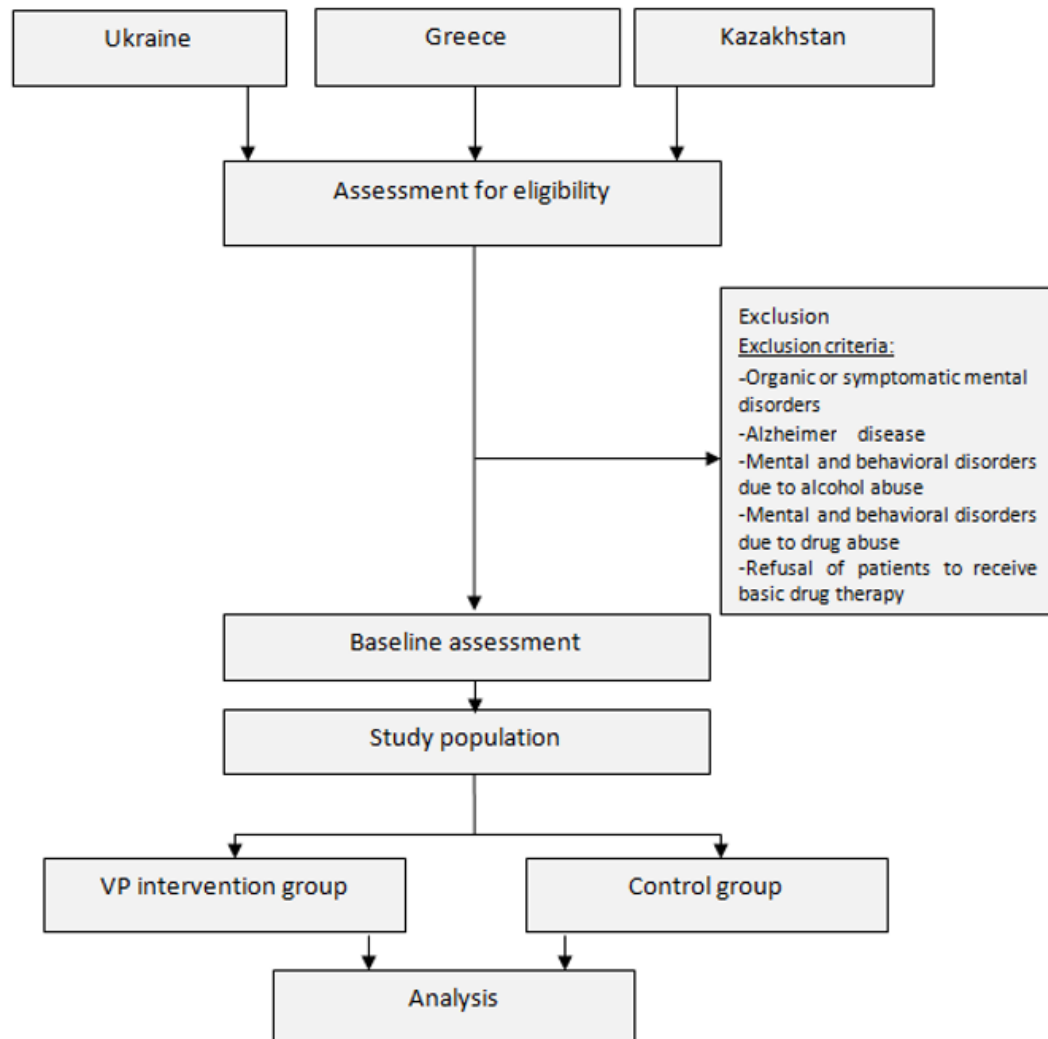 Ukraine
Greece
Kazakhstan
Assessment for eligibility
Exclusion
Exclusion criteria:
-Organic or symptomatic mental
disorders
-Alzheimer disease
-Mental and behavioral disorders
due to alcohol abuse
-Mental and behavioral disorders
due to drug abuse
-Refusal of patients to receive
basic drug therapy
Baseline assessment
Study population
VP intervention group
Control group
Analysis